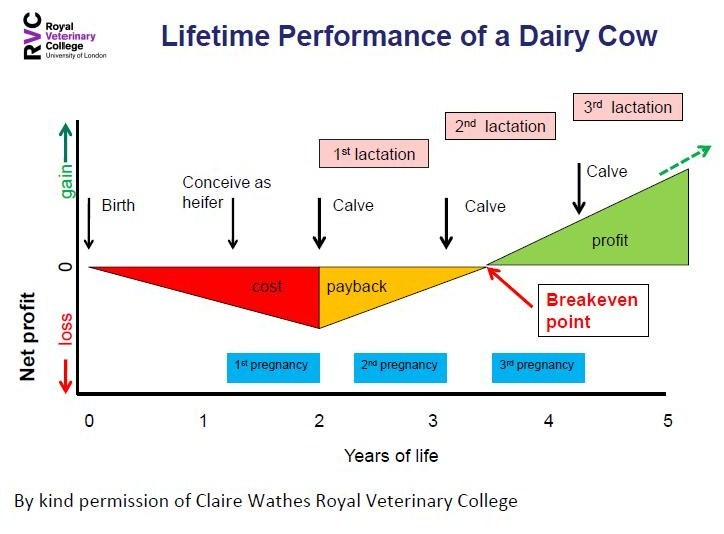 RVC
Royal
Veterinary
College
University of London
Lifetime Performance of a Dairy Cow
3rd lactation
2nd lactation
1st lactation
gain
Birth
Conceive as
heifer
Calve
Calve
Calve
0
cost
payback
profit
Breakeven
point
Net profit
loss
1st pregnancy
2nd pregnancy
3rd pregnancy
0 1 2 3 4 5
Years of life
By kind permission of Claire Wathes Royal Veterinary College